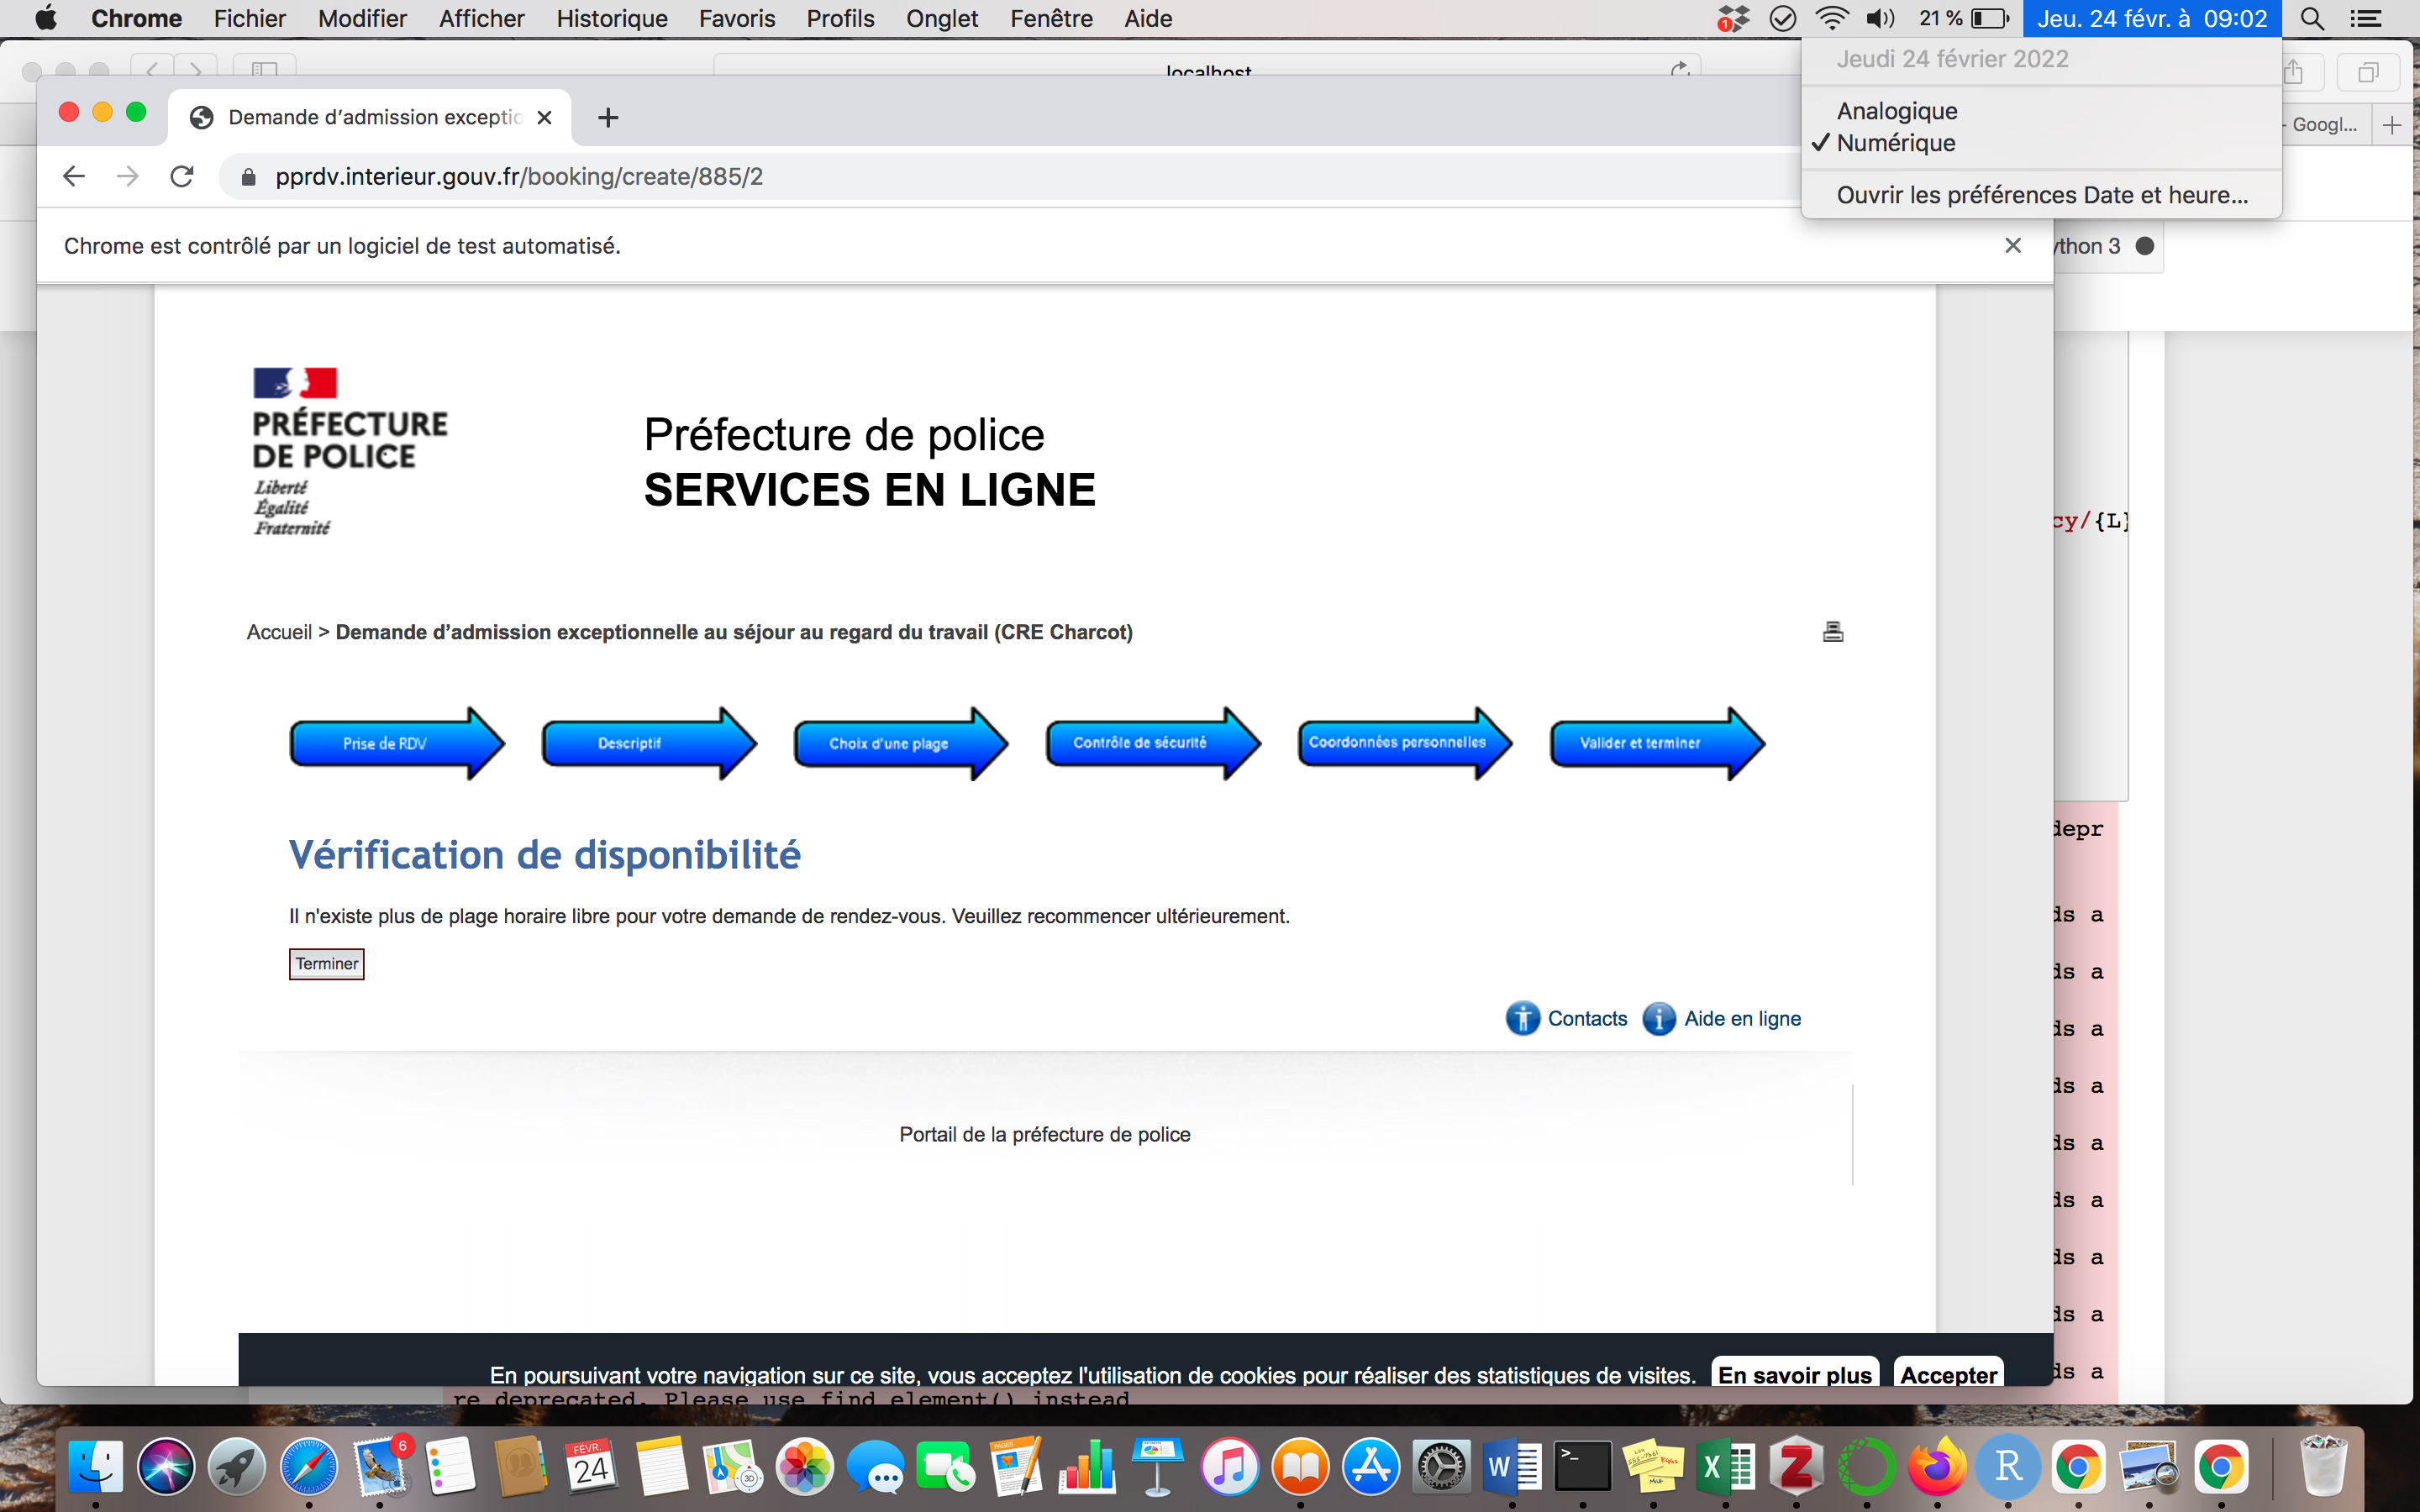 Chrome Fichier Modifier Afficher Historique Favoris Profils Onglet Fenêtre Aide 1 21 % Jeu. 24 févr. à 09:02
Jeudi 24 février 2022
Analogique
✓ Numérique
Ouvrir les préférences Date et heure...
localhost
- Googl...
Demande d’admission exceptio
pprdv.interieur.gouv.fr/booking/create/885/2
Chrome est contrôlé par un logiciel de test automatisé.
ython 3
PRÉFECTURE
DE POLICE
Liberté
Égalité
Fraternité
Préfecture de police
SERVICES EN LIGNE
cy/{L}
Accueil > Demande d’admission exceptionnelle au séjour au regard du travail (CRE Charcot)
Prise de RDV Descriptif Choix d'une plage Contrôle de sécurité Coordonnées personnelles Valider et terminer
depr
Vérification de disponibilité
Il n'existe plus de plage horaire libre pour votre demande de rendez-vous. Veuillez recommencer ultérieurement.
ds a
Terminer
ds a
Contacts Aide en ligne
ds a
ds a
Portail de la préfecture de police
ds a
ds a
ds a
ds a
En poursuivant votre navigation sur ce site, vous acceptez l'utilisation de cookies pour réaliser des statistiques de visites. En savoir plus Accepter
ds a
re deprecated. Please use find_element() instead
6
FÉVR.
24
PAGES
3D
W
>_
X
Z
R